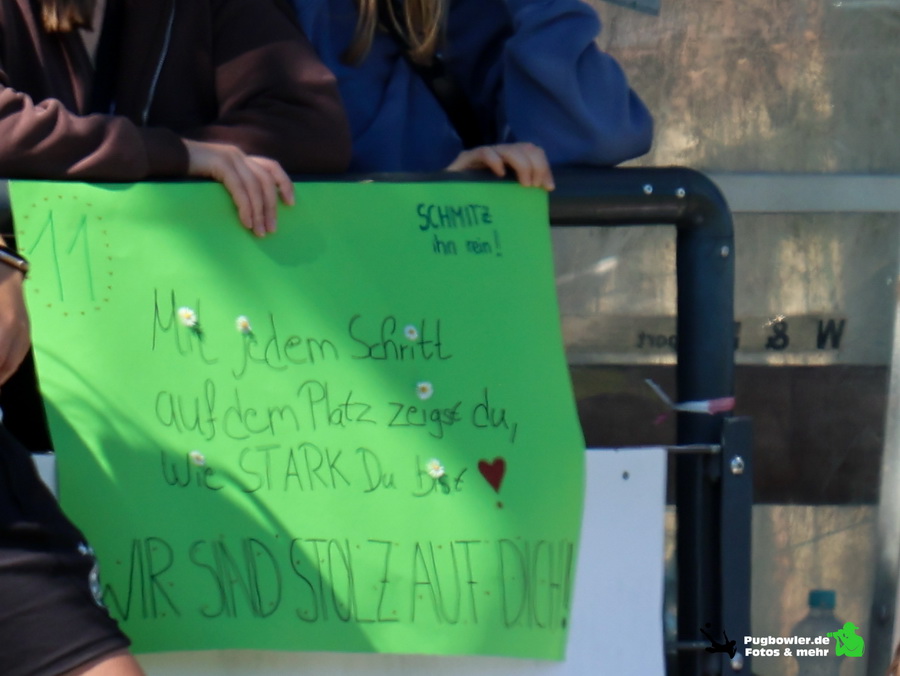 11
SCHMITZ
ihn rein!
Mit jedem Schritt
auf dem Platz zeigst du,
Wie STARK Du bist
WIR SIND STOLZ AUF DICH!
W &
Pugbowler.de
Fotos & mehr